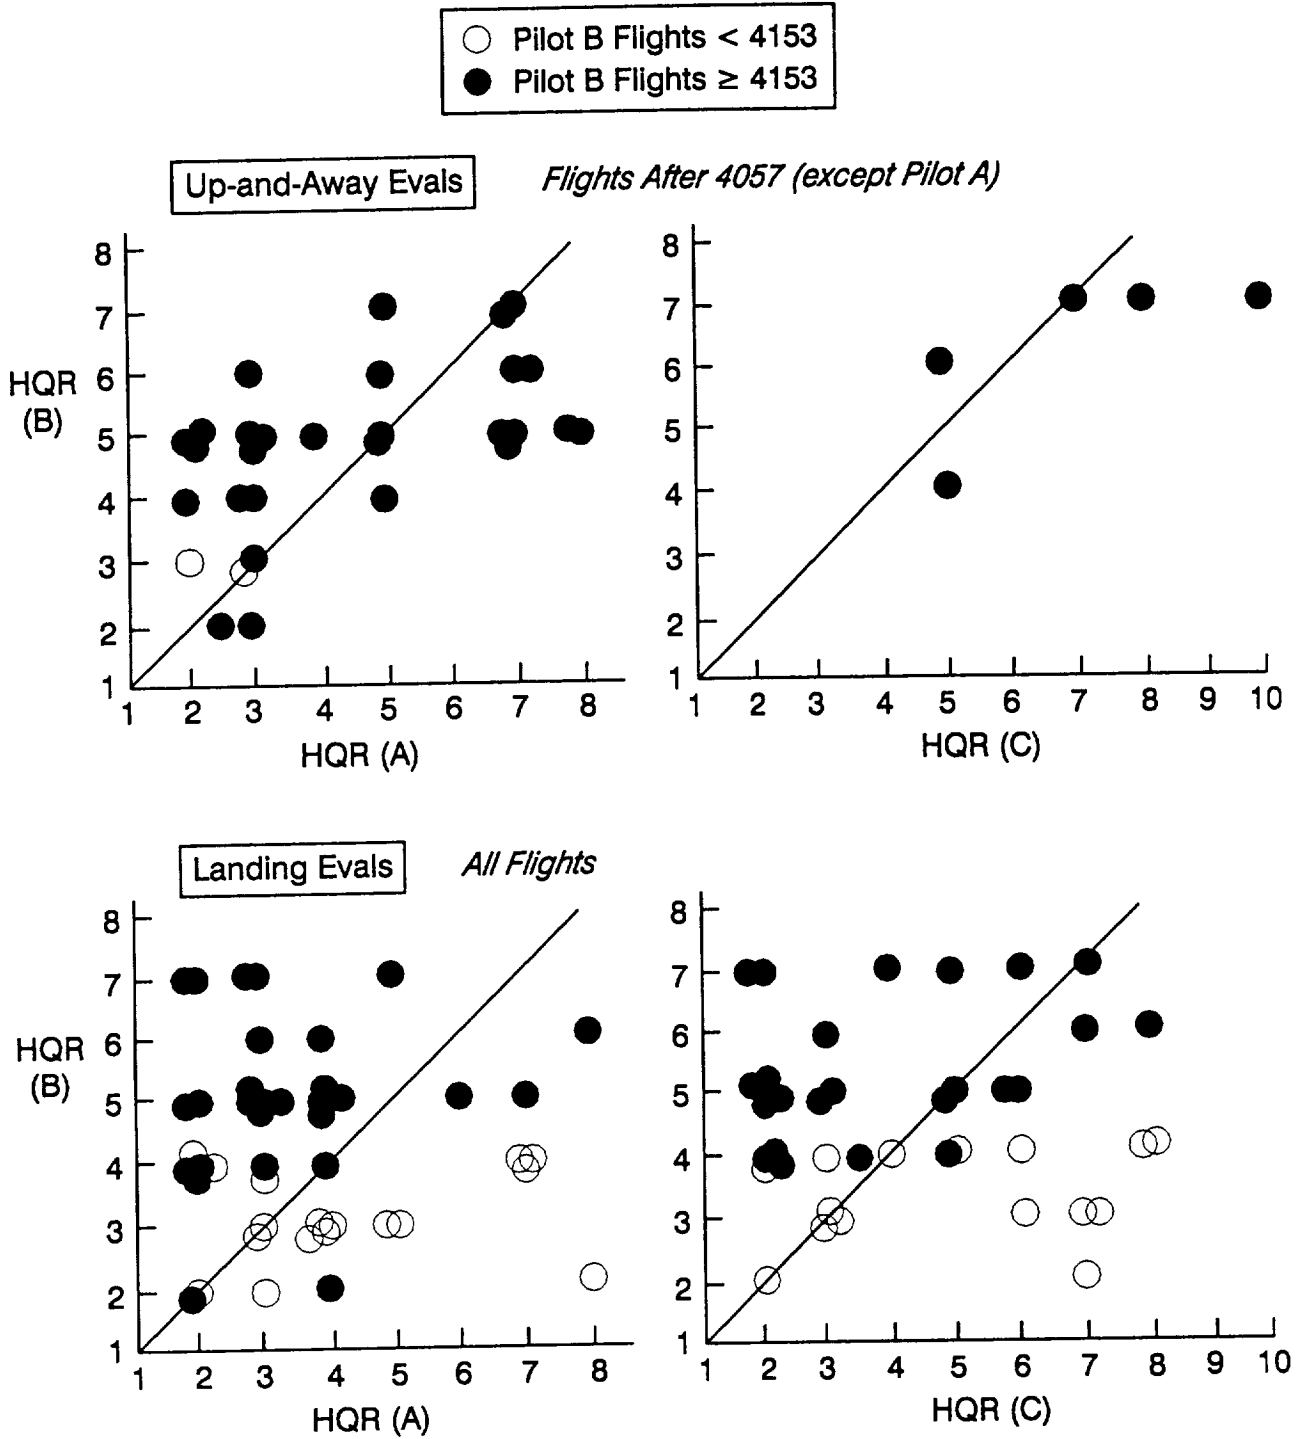 Pilot B Flights < 4153
Pilot B Flights ≥ 4153
Up-and-Away Evals
Flights After 4057 (except Pilot A)
8
7
6
5
4
3
2
1
HQR
(B)
1 2 3 4 5 6 7 8
HQR (A)
8
7
6
5
4
3
2
1
1 2 3 4 5 6 7 8 9 10
HQR (C)
Landing Evals
All Flights
8
7
6
5
4
3
2
1
HQR
(B)
1 2 3 4 5 6 7 8
HQR (A)
8
7
6
5
4
3
2
1
1 2 3 4 5 6 7 8 9 10
HQR (C)